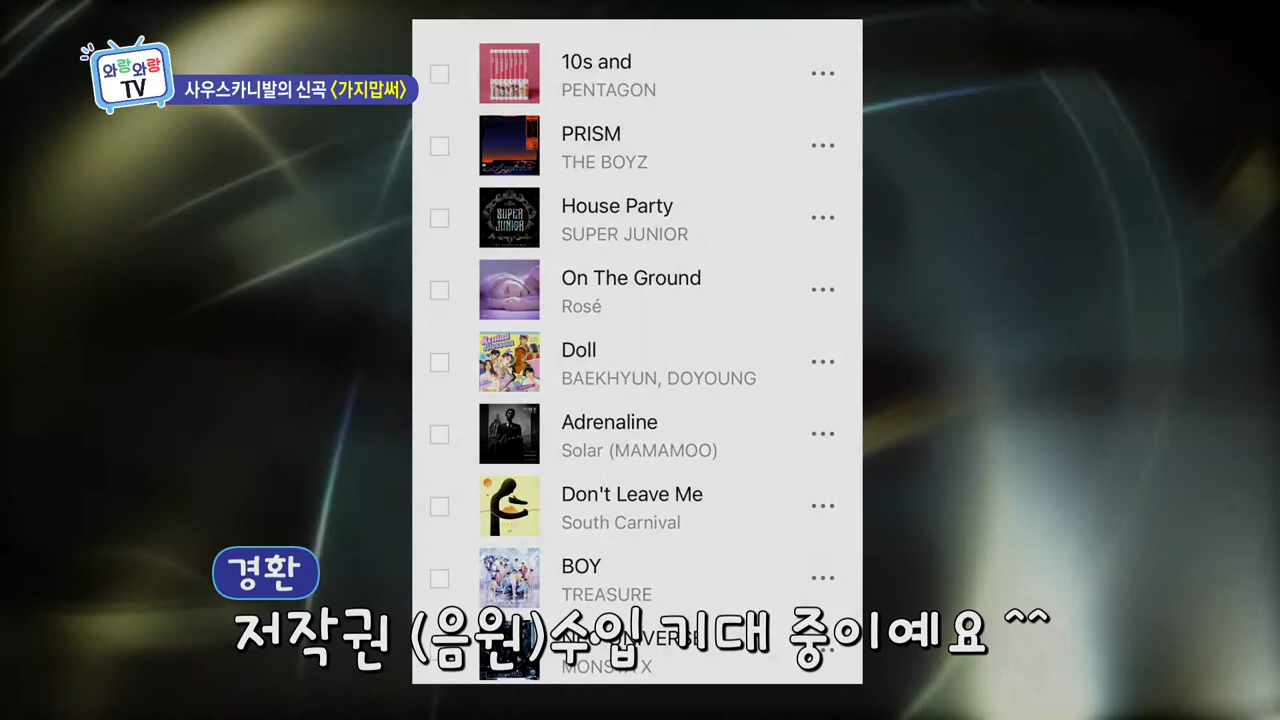 와랑와랑
TV
사우스카니발의 신곡 <가지맙써>
10s and
PENTAGON
PRISM
THE BOYZ
SUPER
JUNIOR
House Party
SUPER JUNIOR
On The Ground
Rosé
Doll
BAEKHYUN, DOYOUNG
Adrenaline
Solar (MAMAMOO)
Don't Leave Me
South Carnival
BOY
TREASURE
MONSTA X
경환
저작권 (음원)수입 기대 중이예요 ^^